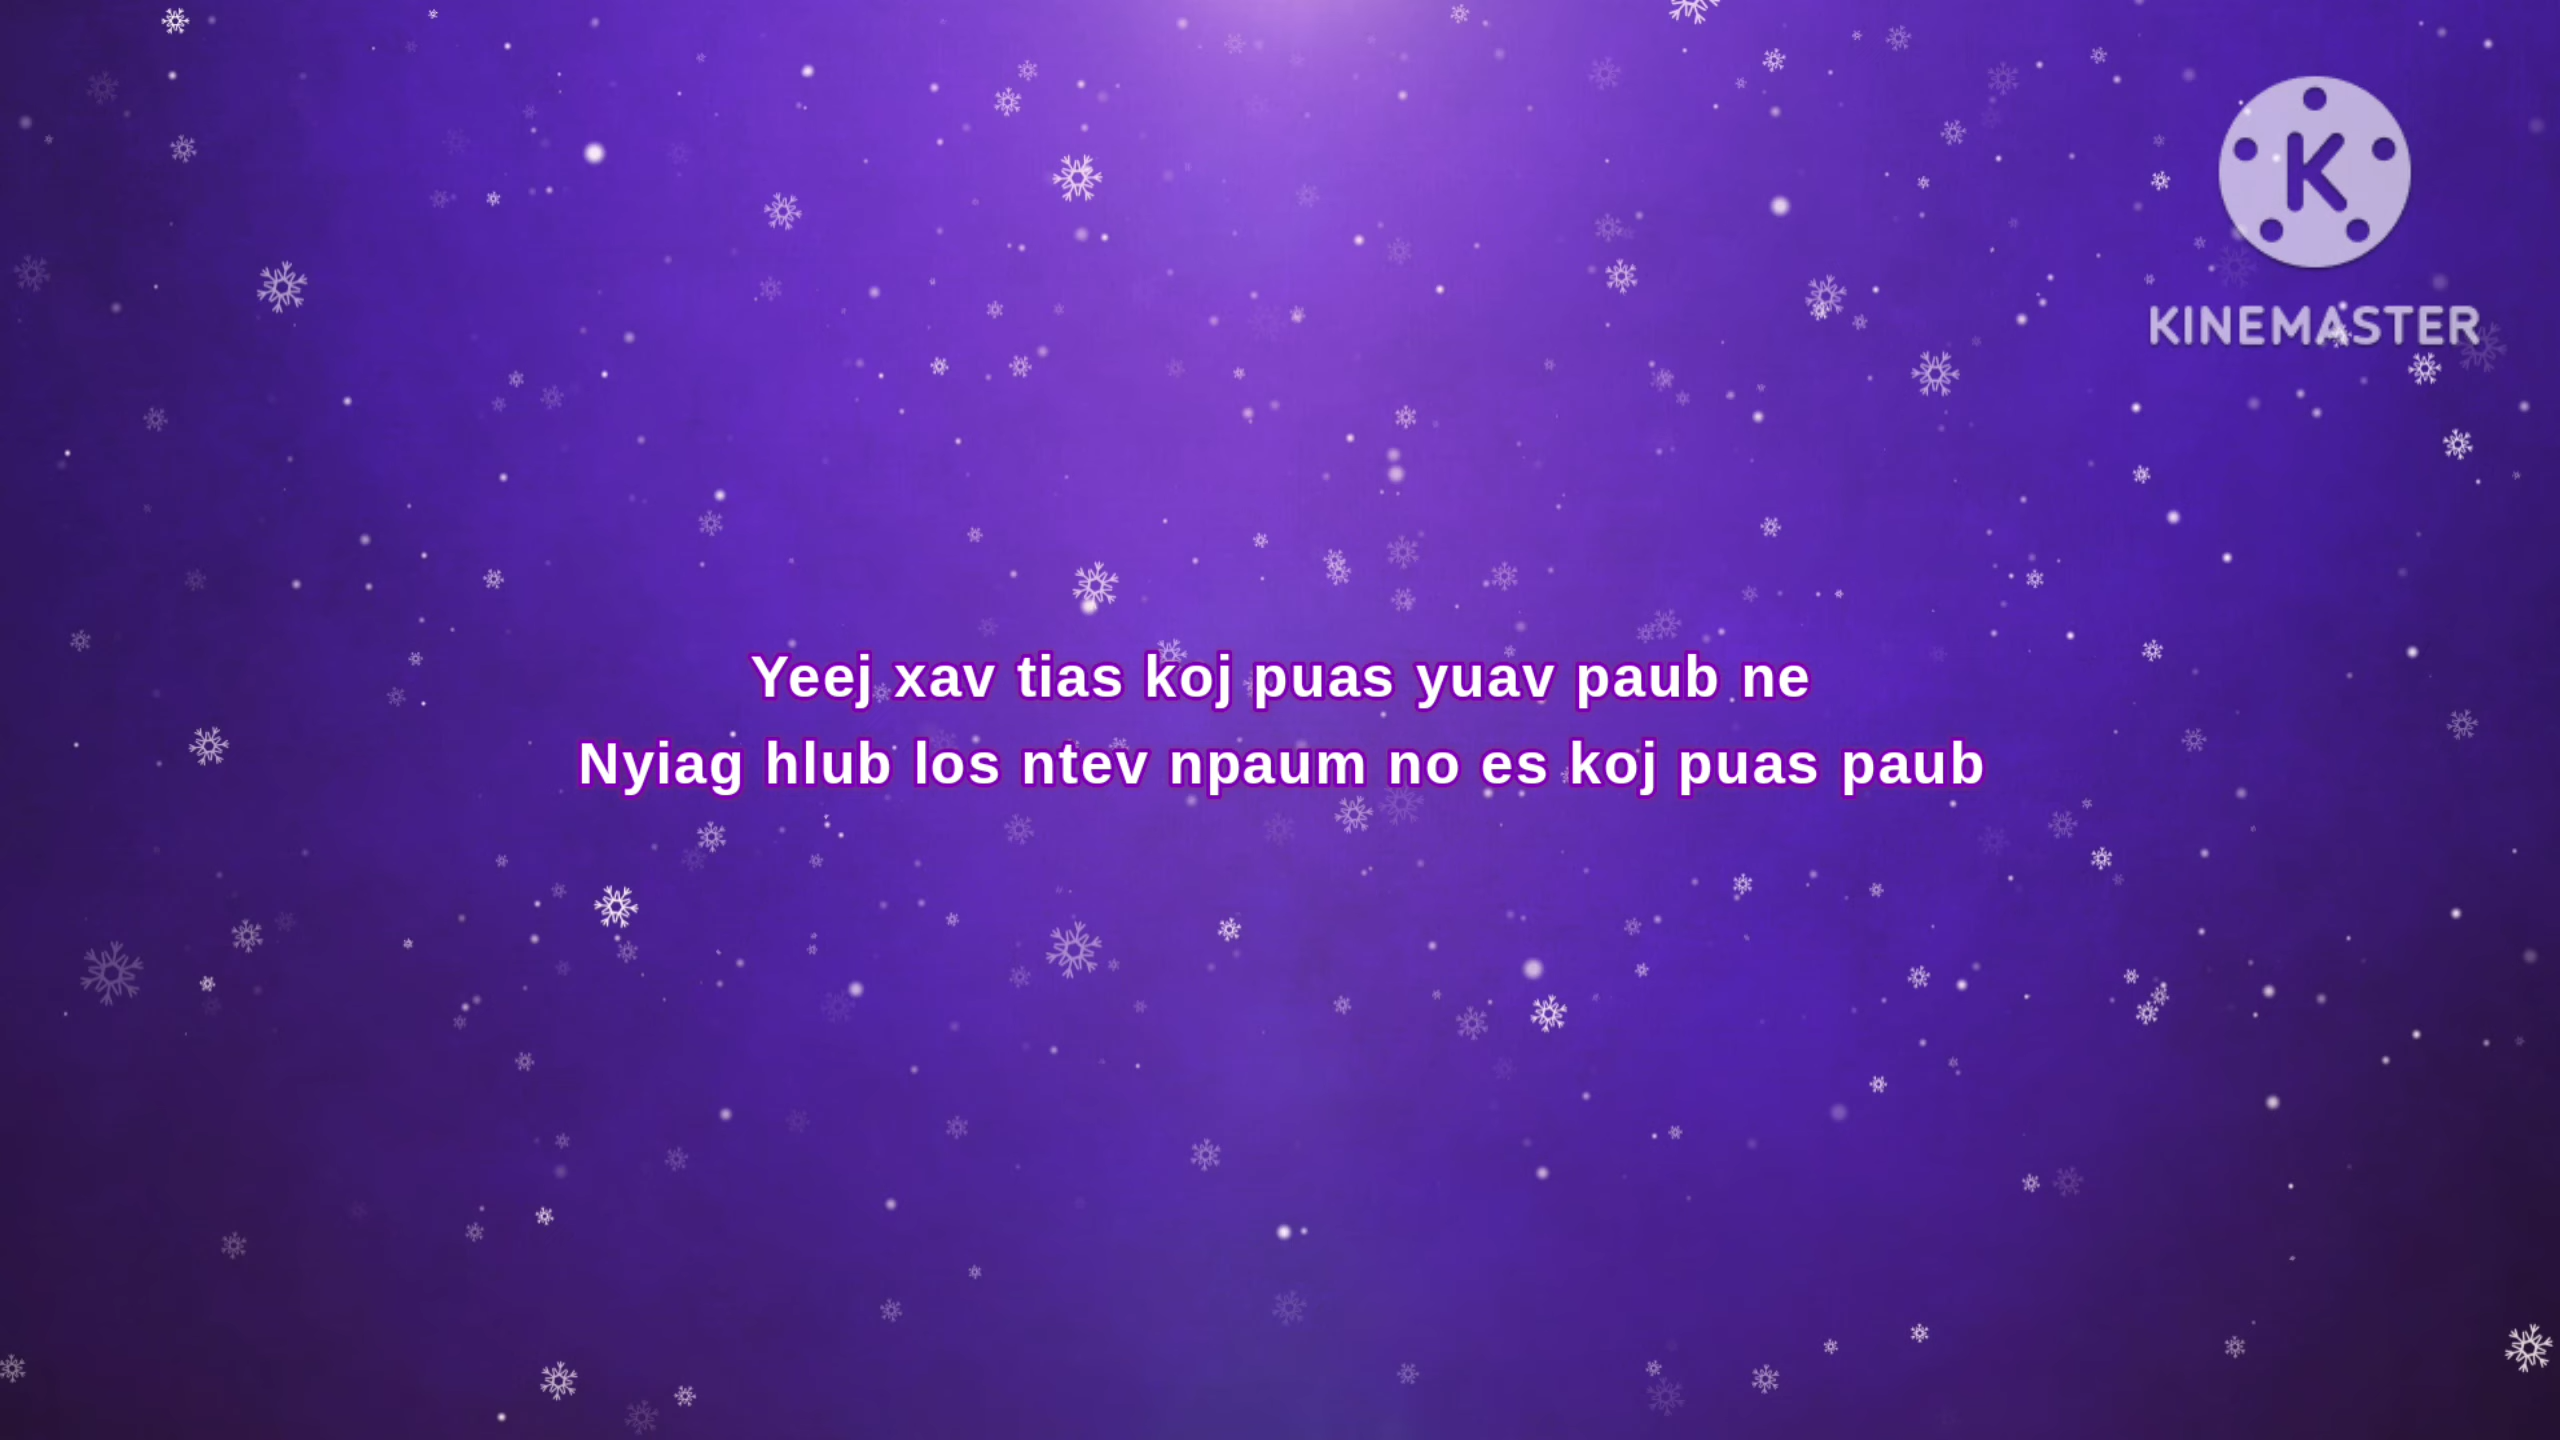 KINEMASTER
Yeej xav tias koj puas yuav paub ne
Nyiag hlub los ntev npaum no es koj puas paub